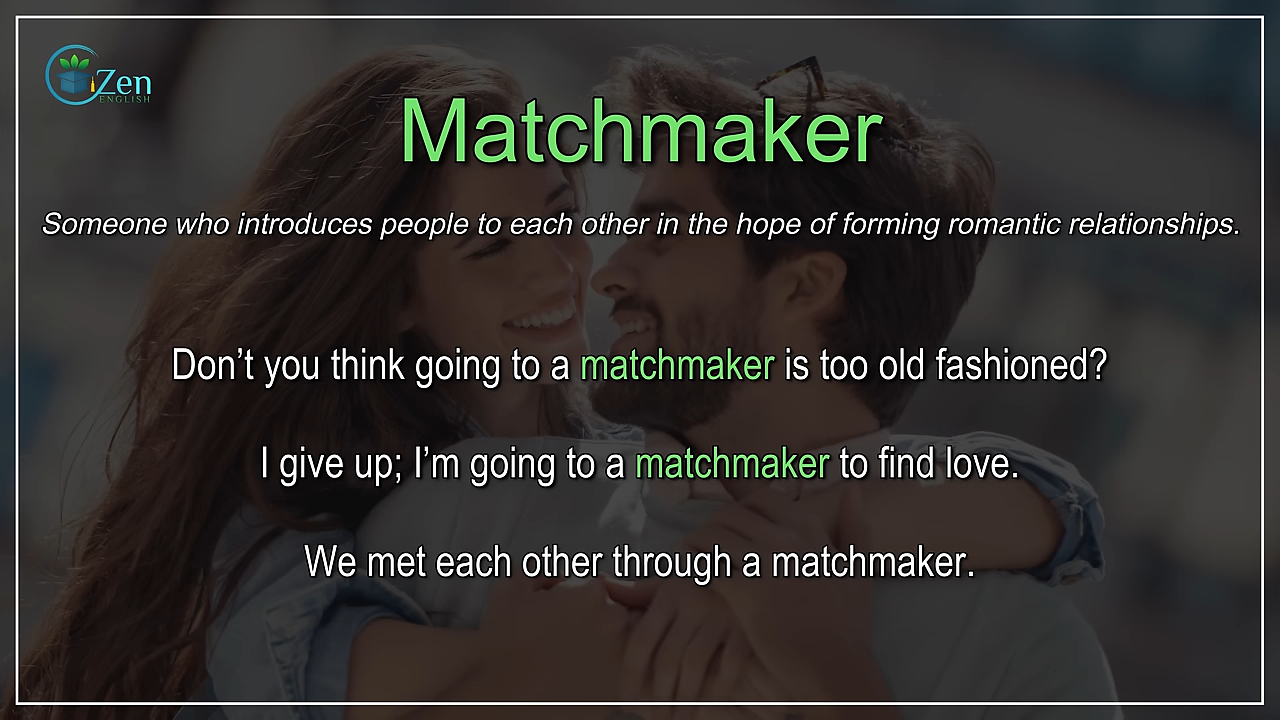 Zen
ENGLISH
Matchmaker
Someone who introduces people to each other in the hope of forming romantic relationships.
Don’t you think going to a matchmaker is too old fashioned?
I give up; I’m going to a matchmaker to find love.
We met each other through a matchmaker.